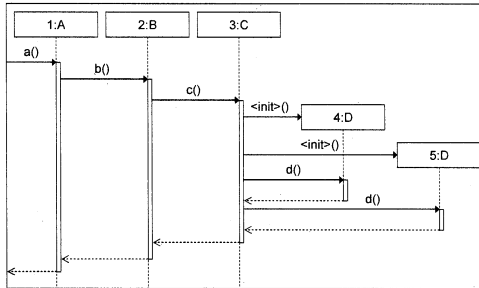 1:A 2:B 3:C
a()
b()
c()
<init>()
4:D
<init>()
5:D
d()
d()